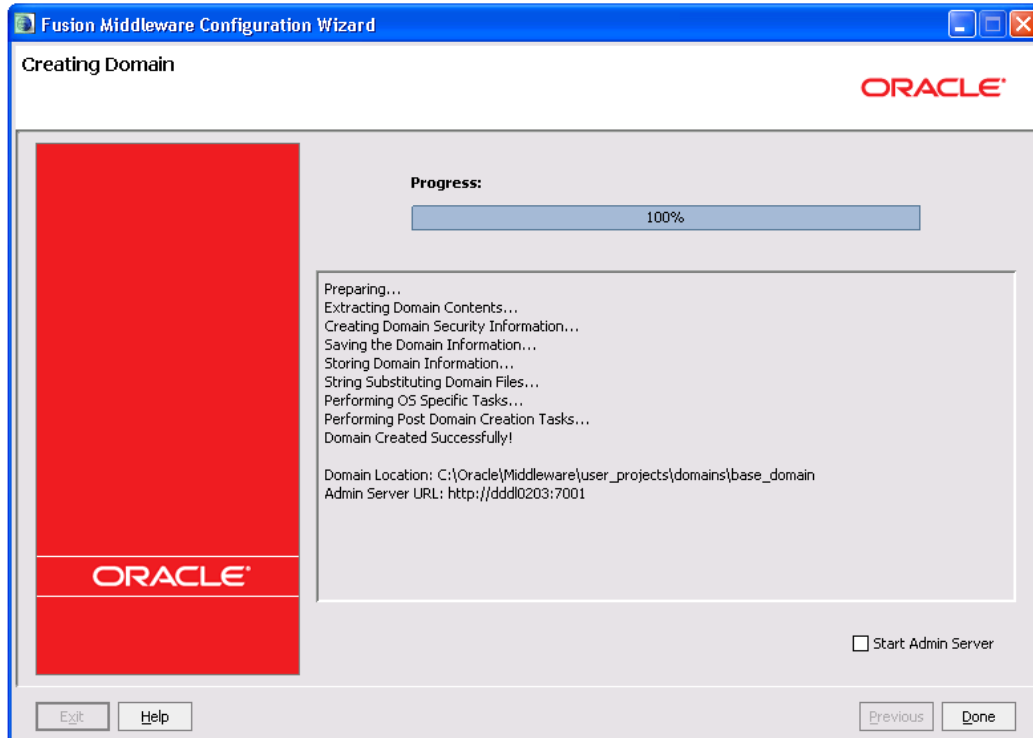 Fusion Middleware Configuration Wizard
Creating Domain
ORACLE
Progress:
100%
Preparing...
Extracting Domain Contents...
Creating Domain Security Information...
Saving the Domain Information...
Storing Domain Information...
String Substituting Domain Files...
Performing OS Specific Tasks...
Performing Post Domain Creation Tasks...
Domain Created Successfully!
Domain Location: C:\Oracle\Middleware\user_projects\domains\base_domain
Admin Server URL: http://dddl0203:7001
ORACLE
Start Admin Server
Exit Help Previous Done